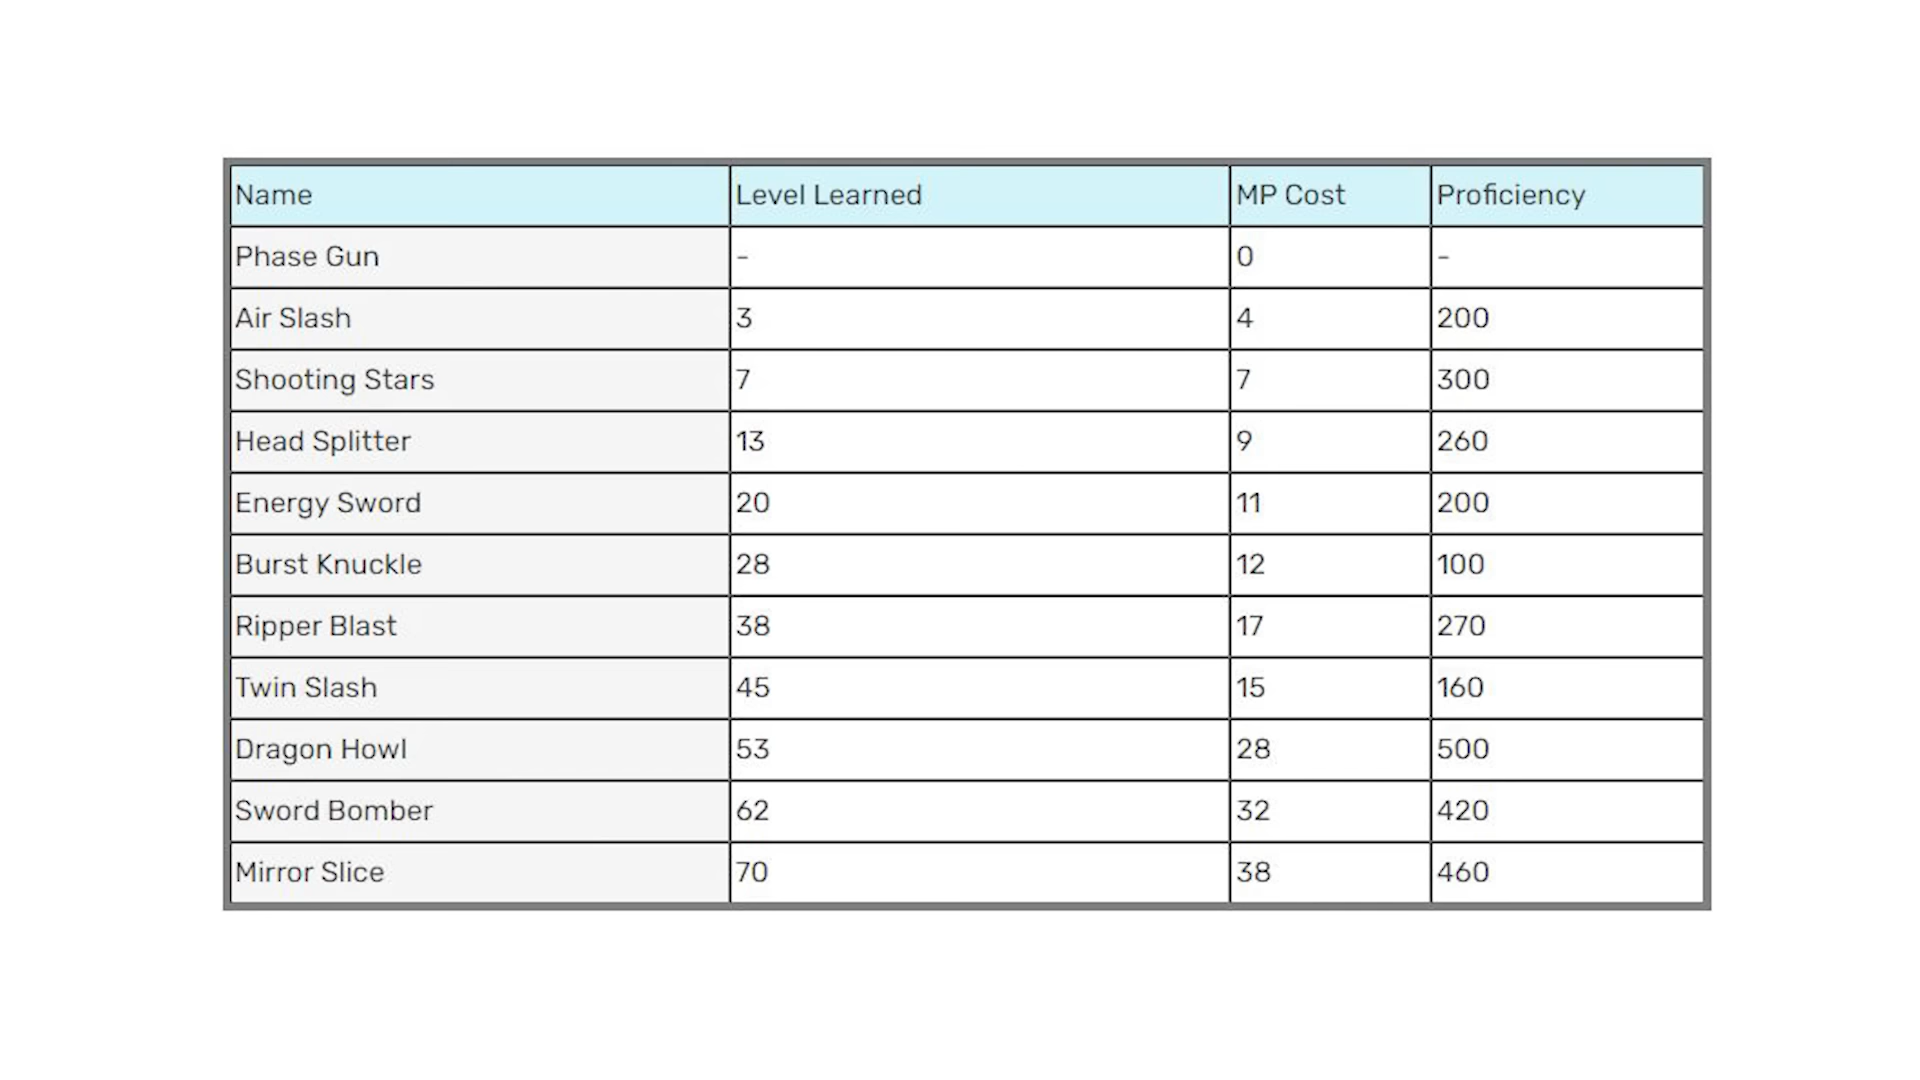 Name Level Learned MP Cost Proficiency
Phase Gun - 0 -
Air Slash 3 4 200
Shooting Stars 7 7 300
Head Splitter 13 9 260
Energy Sword 20 11 200
Burst Knuckle 28 12 100
Ripper Blast 38 17 270
Twin Slash 45 15 160
Dragon Howl 53 28 500
Sword Bomber 62 32 420
Mirror Slice 70 38 460